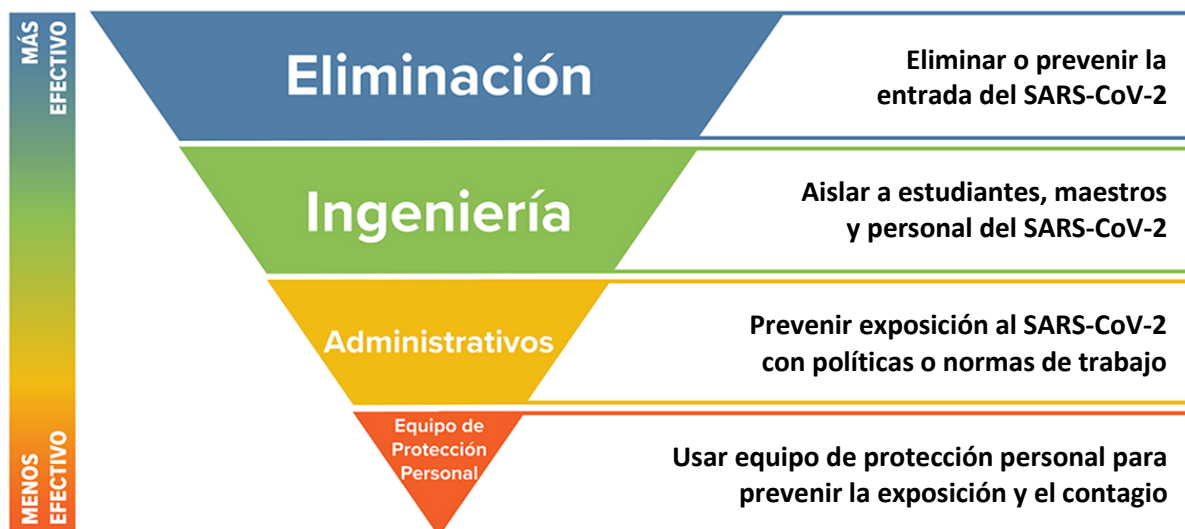 MÁS
EFECTIVO
Eliminación
Eliminar o prevenir la
entrada del SARS-CoV-2
Ingeniería
Aislar a estudiantes, maestros
y personal del SARS-CoV-2
Administrativos
Prevenir exposición al SARS-CoV-2
con políticas o normas de trabajo
Equipo de
Protección
Personal
Usar equipo de protección personal para
prevenir la exposición y el contagio
MENOS
EFECTIVO